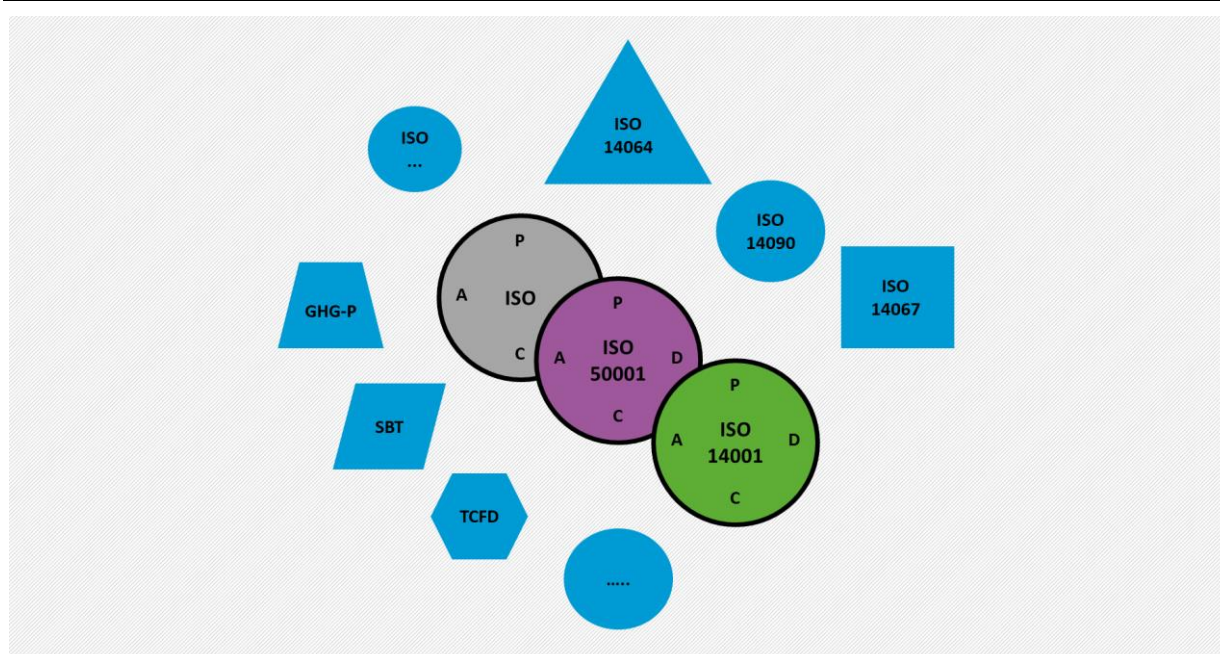 ISO
14064
ISO
...
ISO
14090
ISO
14067
P
A
ISO
C
GHG-P
P
A
ISO
50001
D
C
P
A
ISO
14001
D
C
SBT
TCFD
.....